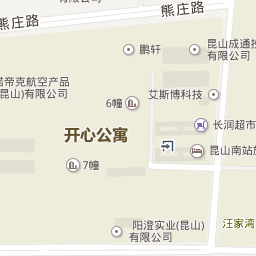 熊庄路
熊庄路
鹏轩
昆山成通
有限公司
塔帝克航空产品
昆山)有限公司
6幢
艾斯博科技
长润超市
开心公寓
昆山南站
7幢
阳澄实业(昆山)
有限公司
汪家湾